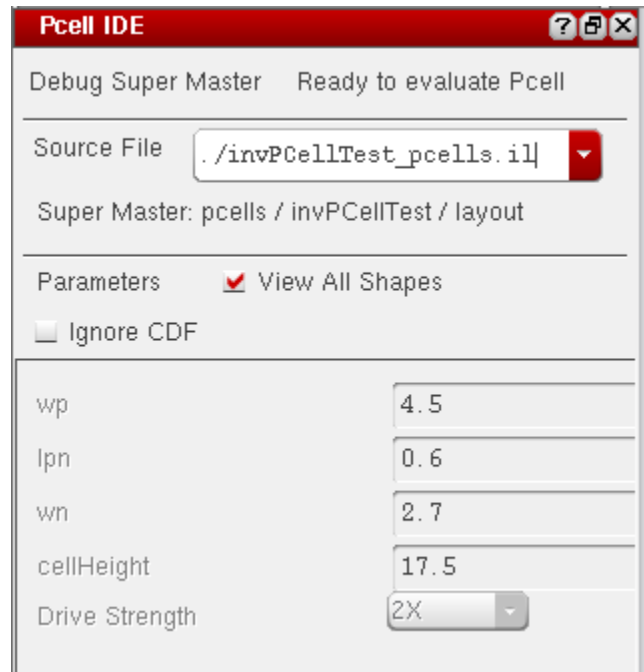 Pcell IDE
Debug Super Master Ready to evaluate Pcell
Source File ./invPCellTest_pcells.il
Super Master: pcells / invPCellTest / layout
Parameters View All Shapes
Ignore CDF
wp 4.5
lpn 0.6
wn 2.7
cellHeight 17.5
Drive Strength 2X